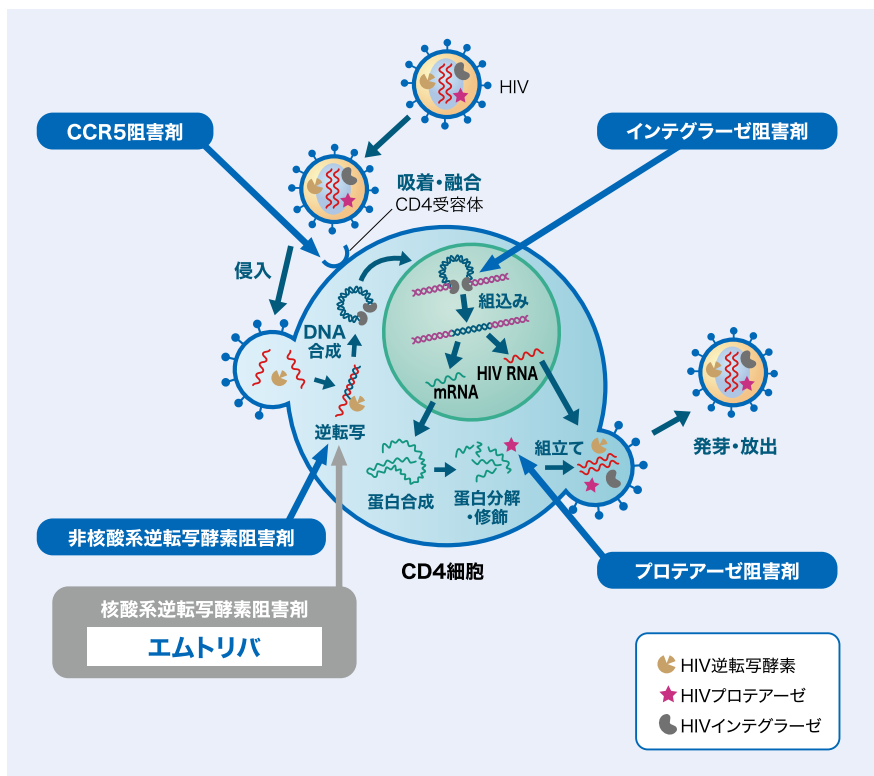 HIV
CCR5阻害剤
インテグラーゼ阻害剤
吸着・融合
CD4受容体
侵入
組込み
DNA
合成
HIV RNA
mRNA
逆転写
組立て
発芽・放出
蛋白合成
蛋白分解
・修飾
非核酸系逆転写酵素阻害剤
CD4細胞
プロテアーゼ阻害剤
核酸系逆転写酵素阻害剤
エムトリバ
HIV逆転写酵素
HIVプロテアーゼ
HIVインテグラーゼ